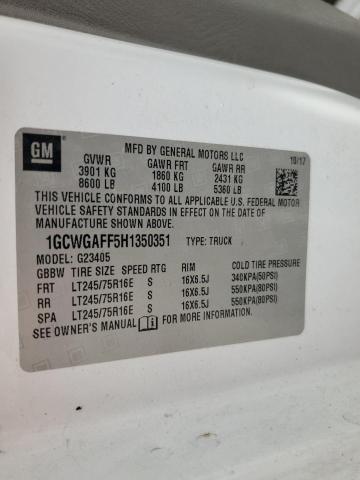 GM
MFD BY GENERAL MOTORS LLC 10/17
GVWR GAWR FRT GAWR RR
3901 KG 1860 KG 2431 KG
8600 LB 4100 LB 5360 LB
THIS VEHICLE CONFORMS TO ALL APPLICABLE U.S. FEDERAL MOTOR
VEHICLE SAFETY STANDARDS IN EFFECT ON THE DATE OF
MANUFACTURE SHOWN ABOVE.
1GCWGAFF5H1350351 TYPE: TRUCK
MODEL: G23405
GBBW TIRE SIZE SPEED RTG RIM COLD TIRE PRESSURE
FRT LT245/75R16E S 16X6.5J 340KPA(50PSI)
RR LT245/75R16E S 16X6.5J 550KPA(80PSI)
SPA LT245/75R16E S 16X6.5J 550KPA(80PSI)
SEE OWNER'S MANUAL FOR MORE INFORMATION.